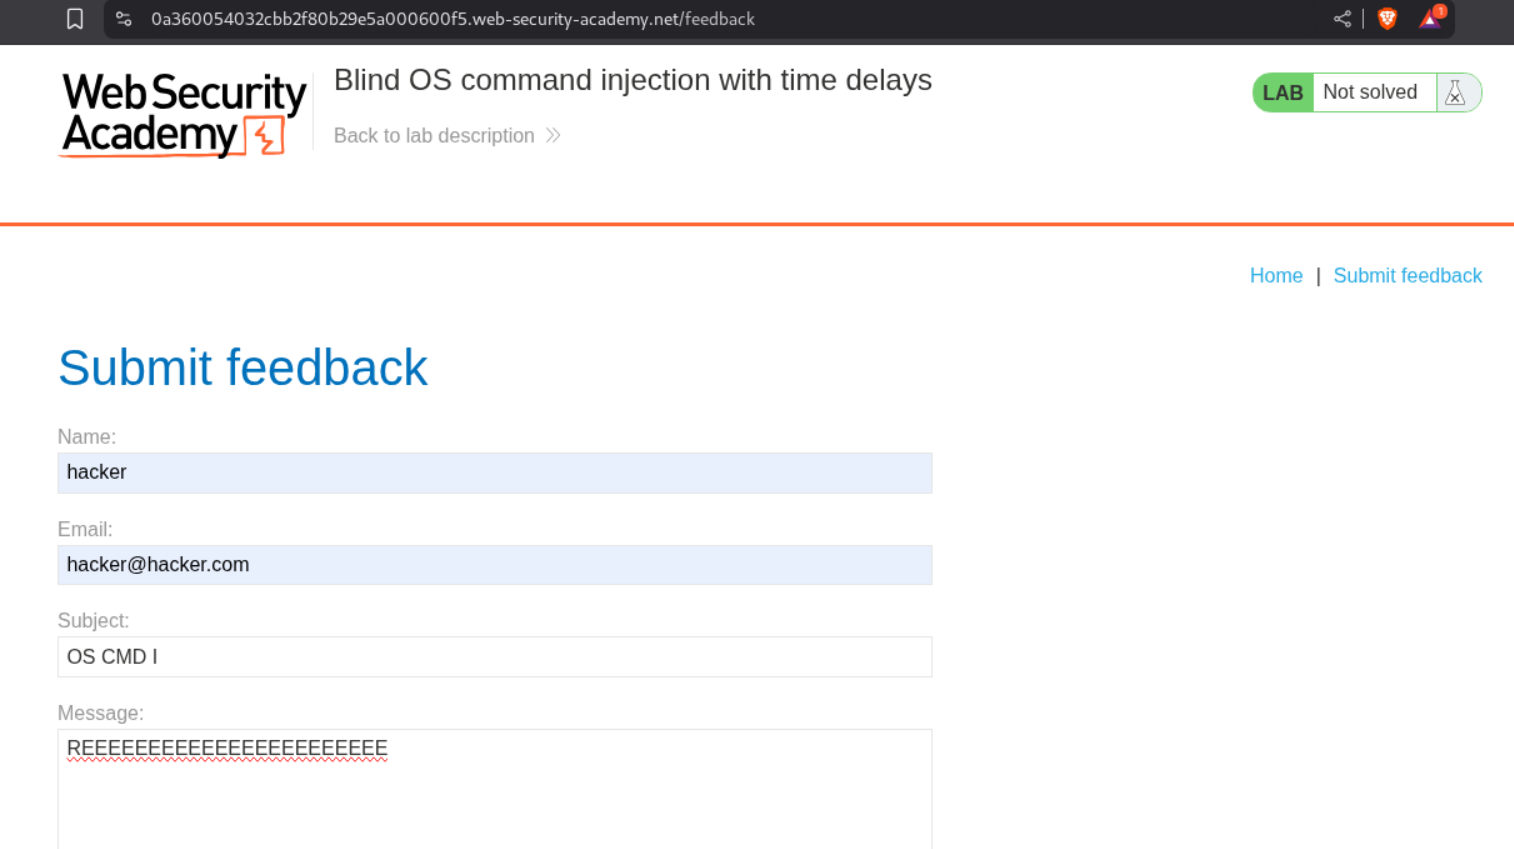 0a360054032cbb2f80b29e5a000600f5.web-security-academy.net/feedback
1
Web Security
Academy
Blind OS command injection with time delays
Back to lab description
LAB Not solved
Home | Submit feedback
Submit feedback
Name:
hacker
Email:
hacker@hacker.com
Subject:
OS CMD I
Message:
REEEEEEEEEEEEEEEEEEEEEEE